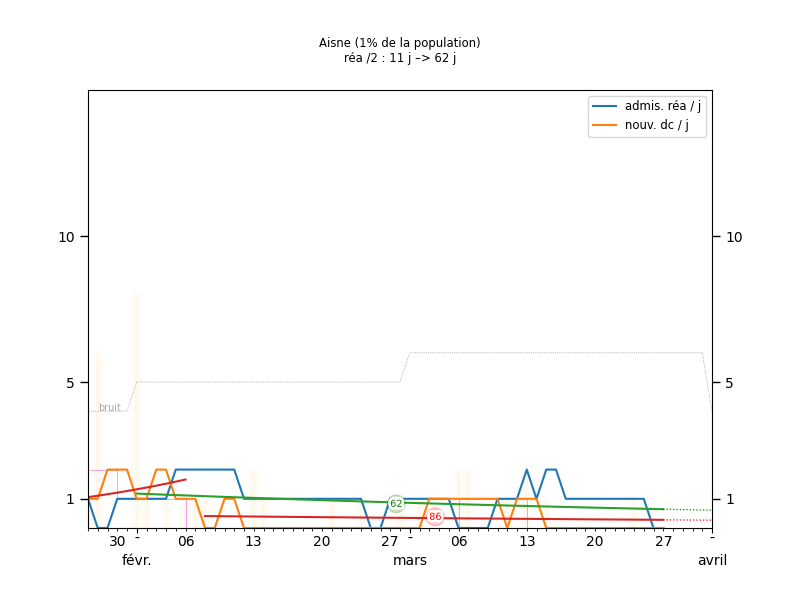 Aisne (1% de la population)
réa /2 : 11 j –> 62 j
admis. réa / j
nouv. dc / j
10
10
5
5
bruit
1
1
62
86
30 - 06 13 20 27 - 06 13 20 27 -
févr. mars avril